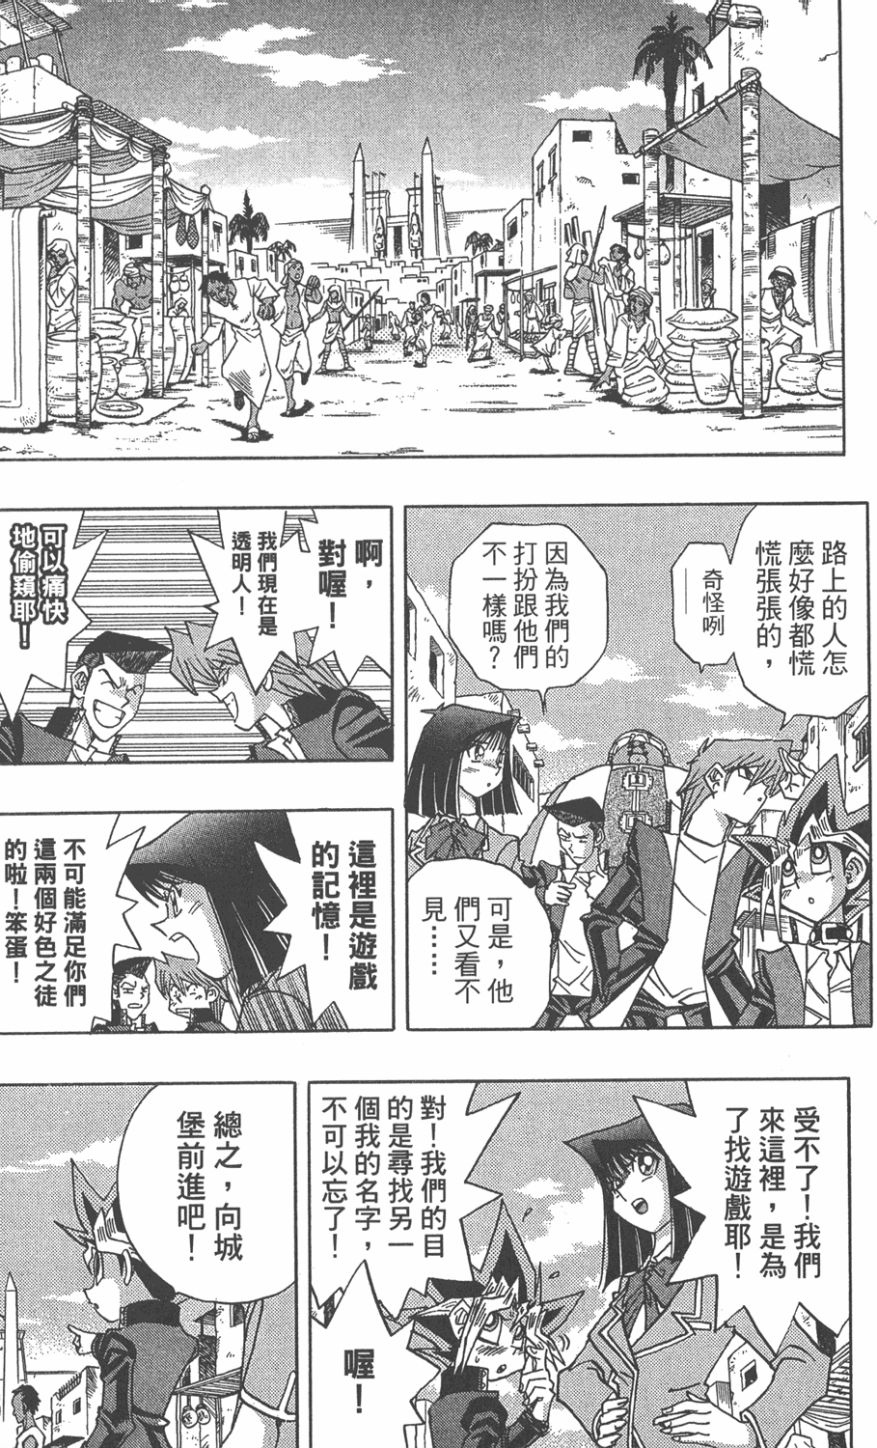 路上的人怎
麼好像都慌
慌張張的，
奇怪咧
──
因為我們的
打扮跟他們
不一樣嗎？
可是，他
們又看不
見……
啊，
對喔！
我們現在是
透明人！
可以痛快
地偷窺耶！
這裡是遊戲
的記憶！
不可能滿足你們
這兩個好色之徒
的啦！笨蛋！
受不了！我們
來這裡，是為
了找遊戲耶！
對！我們的目
的是尋找另一
個我的名字，
不可以忘了！
喔！
總之，向城
堡前進吧！